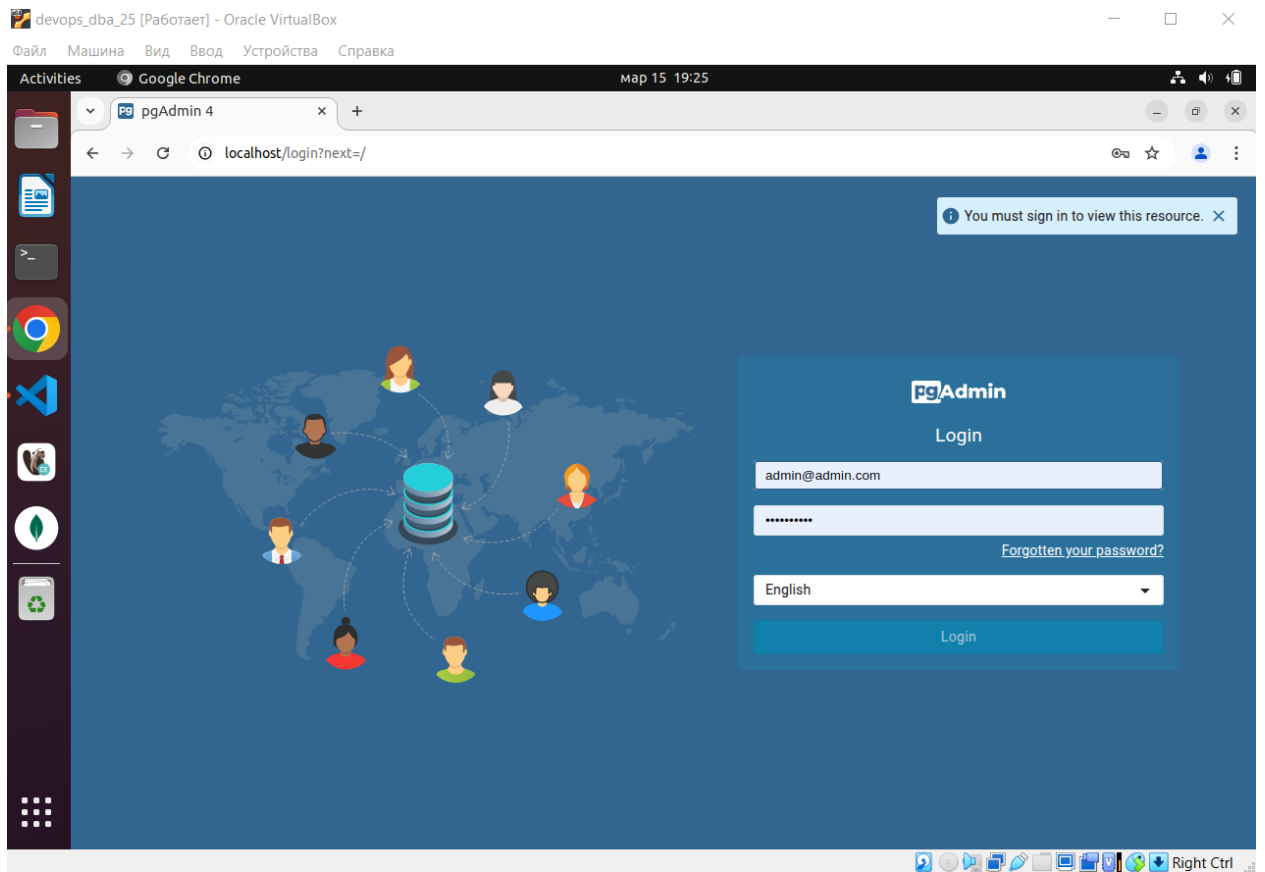 devops_dba_25 [Работает] - Oracle VirtualBox
Файл Машина Вид Ввод Устройства Справка
Activities Google Chrome мар 15 19:25
pgAdmin 4
localhost/login?next=/
You must sign in to view this resource.
pgAdmin
Login
admin@admin.com
••••••••••
Forgotten your password?
English
Login
Right Ctrl